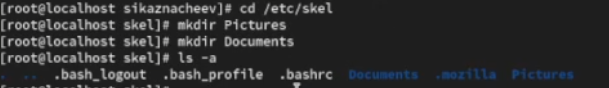 [root@localhost sikaznacheev]# cd /etc/skel
[root@localhost skel]# mkdir Pictures
[root@localhost skel]# mkdir Documents
[root@localhost skel]# ls -a
. .. .bash_logout .bash_profile .bashrc Documents .mozilla Pictures